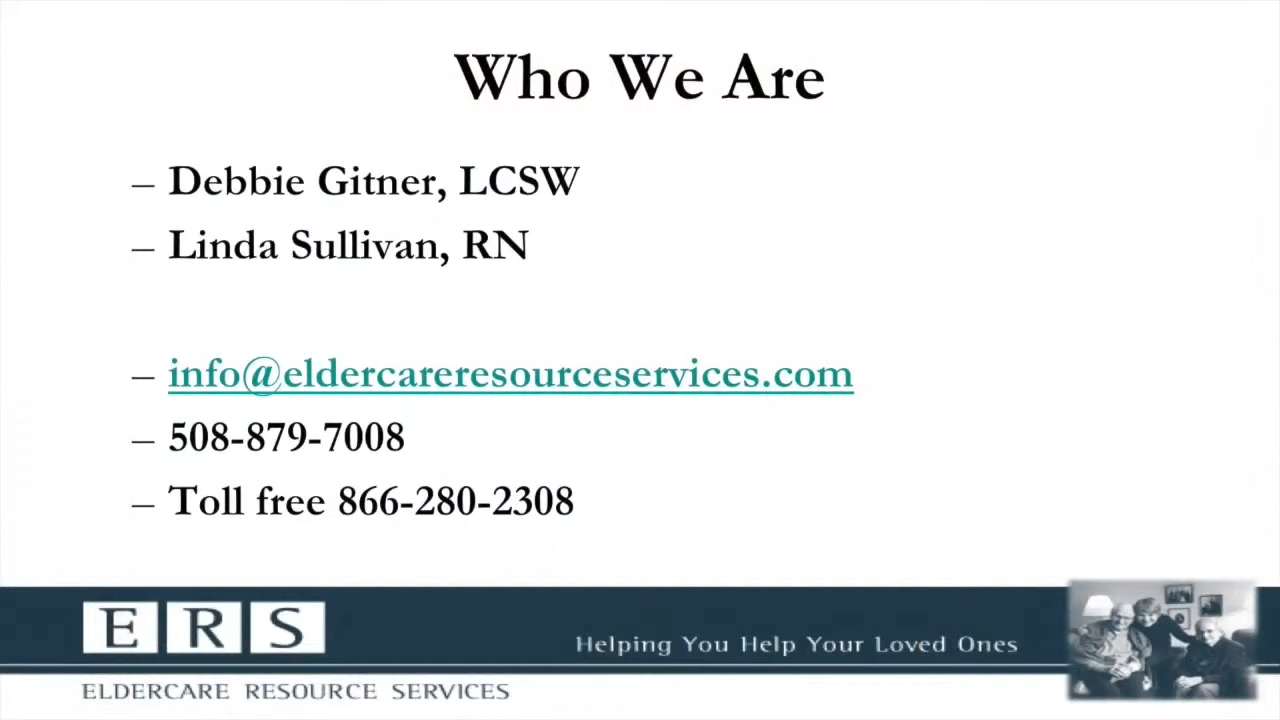 Who We Are
– Debbie Gitner, LCSW
– Linda Sullivan, RN
– info@eldercareresourceservices.com
– 508-879-7008
– Toll free 866-280-2308
ERS
Helping You Help Your Loved Ones
ELDERCARE RESOURCE SERVICES